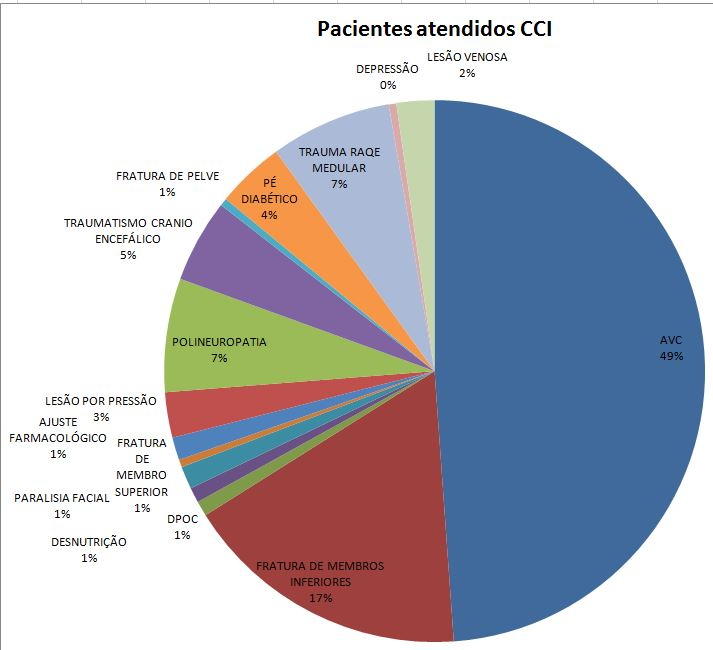 Pacientes atendidos CCI
LESÃO VENOSA
2%
DEPRESSÃO
0%
TRAUMA RAQE
MEDULAR
7%
FRATURA DE PELVE
1%
PÉ
DIABÉTICO
4%
TRAUMATISMO CRANIO
ENCEFÁLICO
5%
POLINEUROPATIA
7%
AVC
49%
LESÃO POR PRESSÃO
3%
AJUSTE
FARMACOLÓGICO
1%
FRATURA
DE
MEMBRO
SUPERIOR
1%
PARALISIA FACIAL
1%
DPOC
1%
DESNUTRIÇÃO
1%
FRATURA DE MEMBROS
INFERIORES
17%